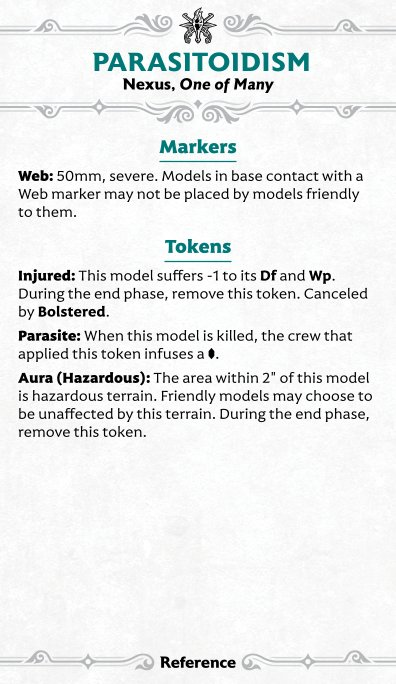 PARASITOIDISM
Nexus, One of Many
Markers
Web: 50mm, severe. Models in base contact with a
Web marker may not be placed by models friendly
to them.
Tokens
Injured: This model suffers -1 to its Df and Wp.
During the end phase, remove this token. Canceled
by Bolstered.
Parasite: When this model is killed, the crew that
applied this token infuses a .
Aura (Hazardous): The area within 2" of this model
is hazardous terrain. Friendly models may choose to
be unaffected by this terrain. During the end phase,
remove this token.
Reference